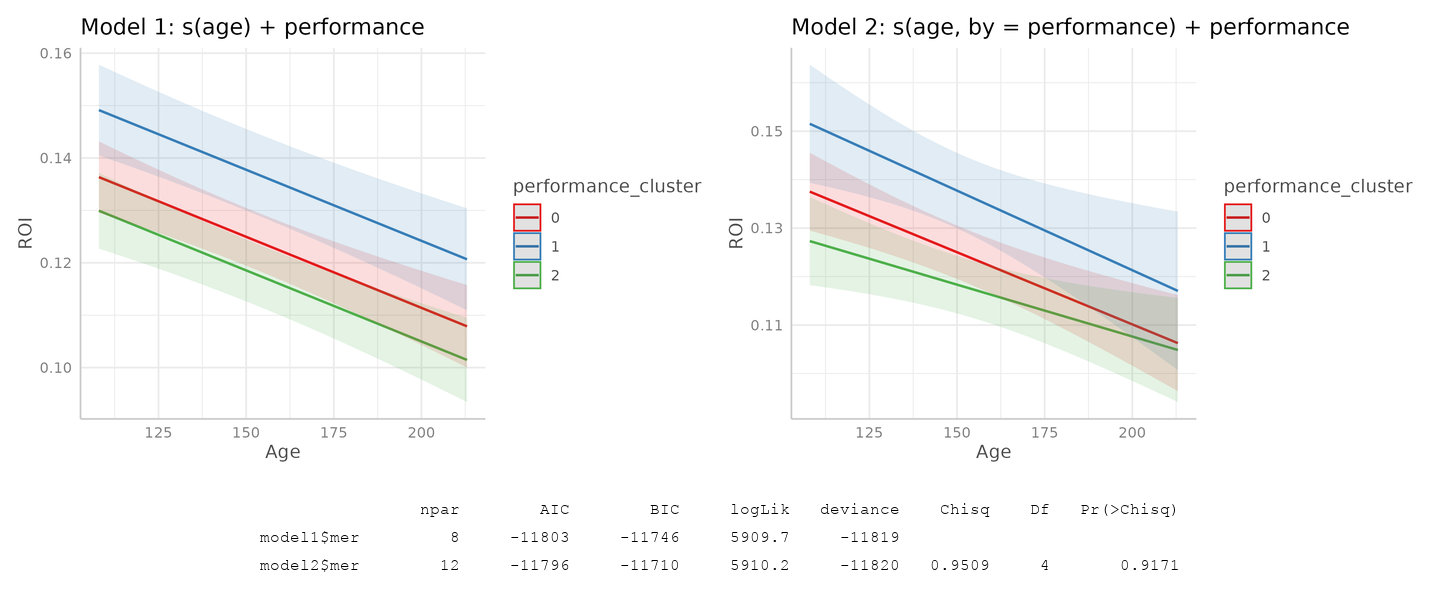 Model 1: s(age) + performance
0.16
0.14
0.12
0.10
ROI
125 150 175 200
Age
performance_cluster
0
1
2
Model 2: s(age, by = performance) + performance
0.15
0.13
0.11
ROI
125 150 175 200
Age
performance_cluster
0
1
2
npar AIC BIC logLik deviance Chisq Df Pr(>Chisq)
model1$mer 8 -11803 -11746 5909.7 -11819
model2$mer 12 -11796 -11710 5910.2 -11820 0.9509 4 0.9171